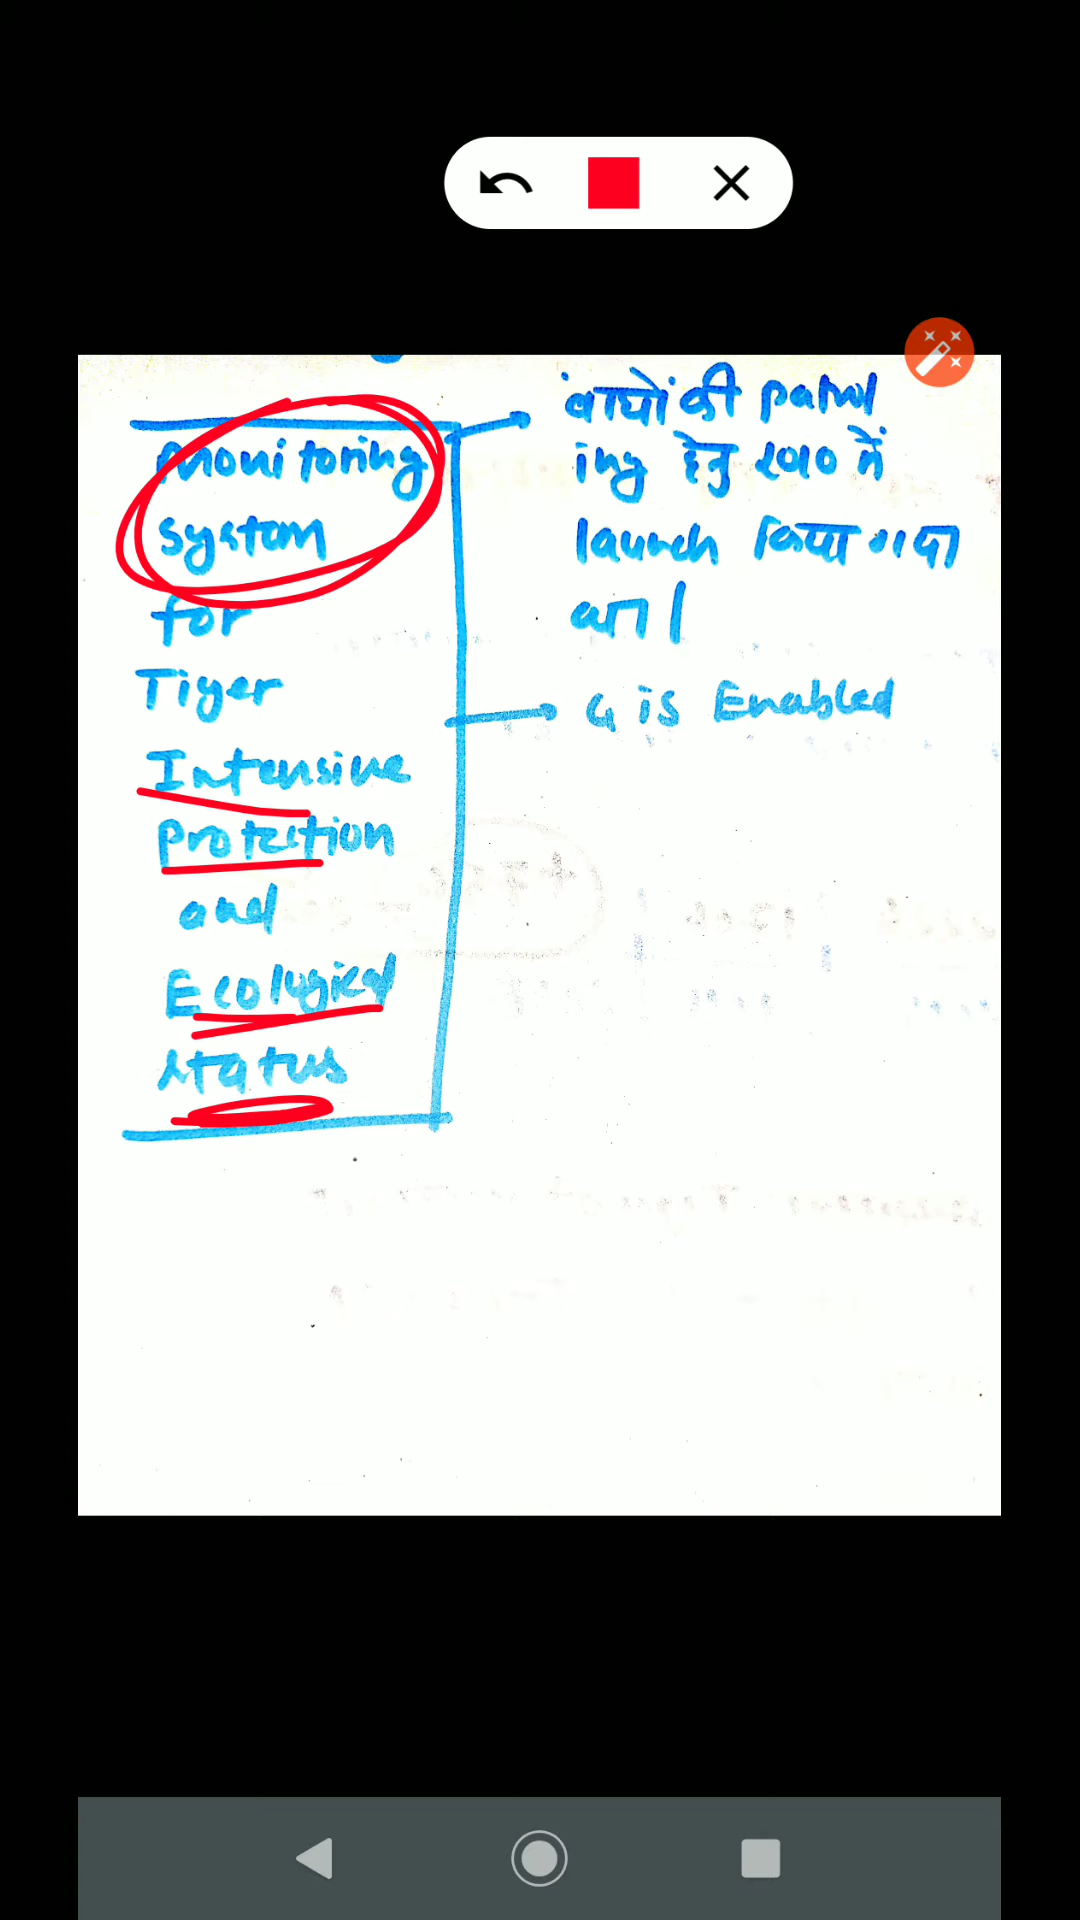 Monitoring
system
for
Tiger
Intensive
Protection
and
Ecological
Status
बाघों की patrol
ing हेतु 2010 में
launch किया गया
था।
G is Enabled